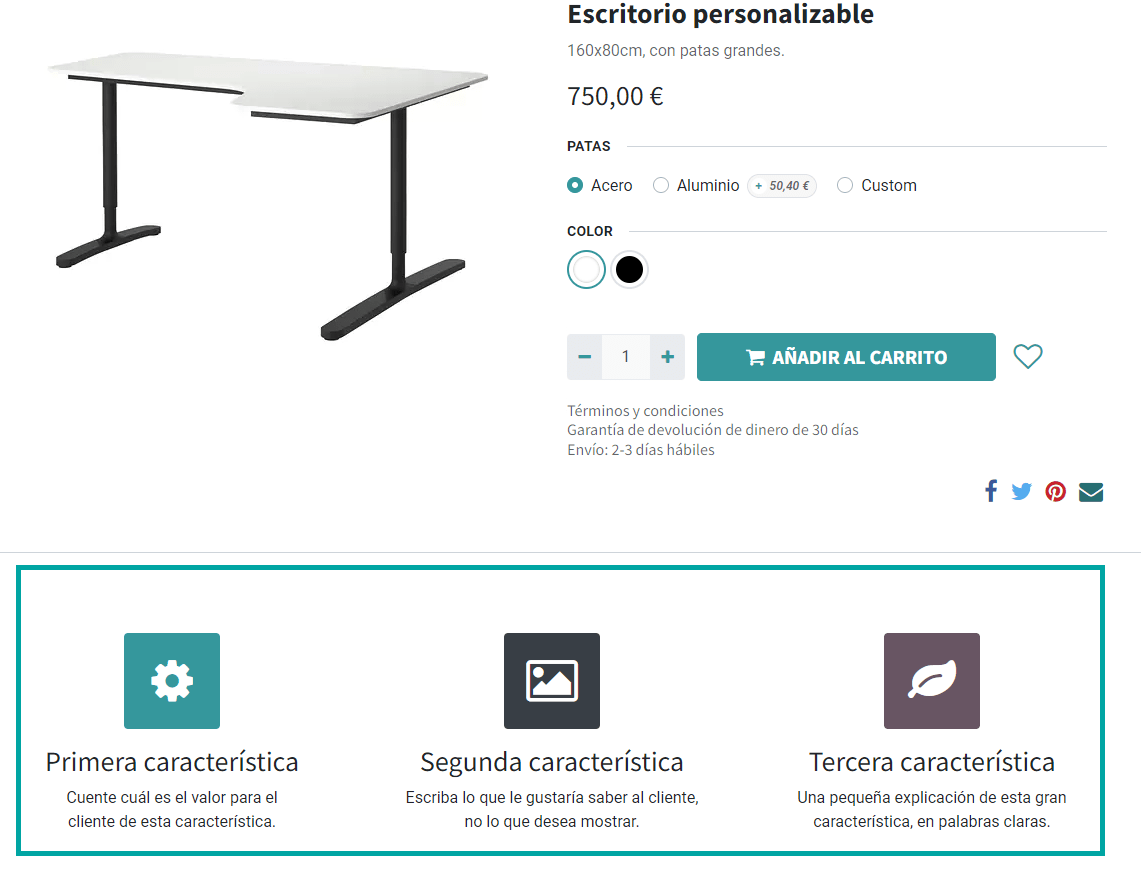 Escritorio personalizable
160x80cm, con patas grandes.
750,00 €
PATAS
Acero Aluminio + 50,40 € Custom
COLOR
1
AÑADIR AL CARRITO
Términos y condiciones
Garantía de devolución de dinero de 30 días
Envío: 2-3 días hábiles
Primera característica
Cuente cuál es el valor para el
cliente de esta característica.
Segunda característica
Escriba lo que le gustaría saber al cliente,
no lo que desea mostrar.
Tercera característica
Una pequeña explicación de esta gran
característica, en palabras claras.